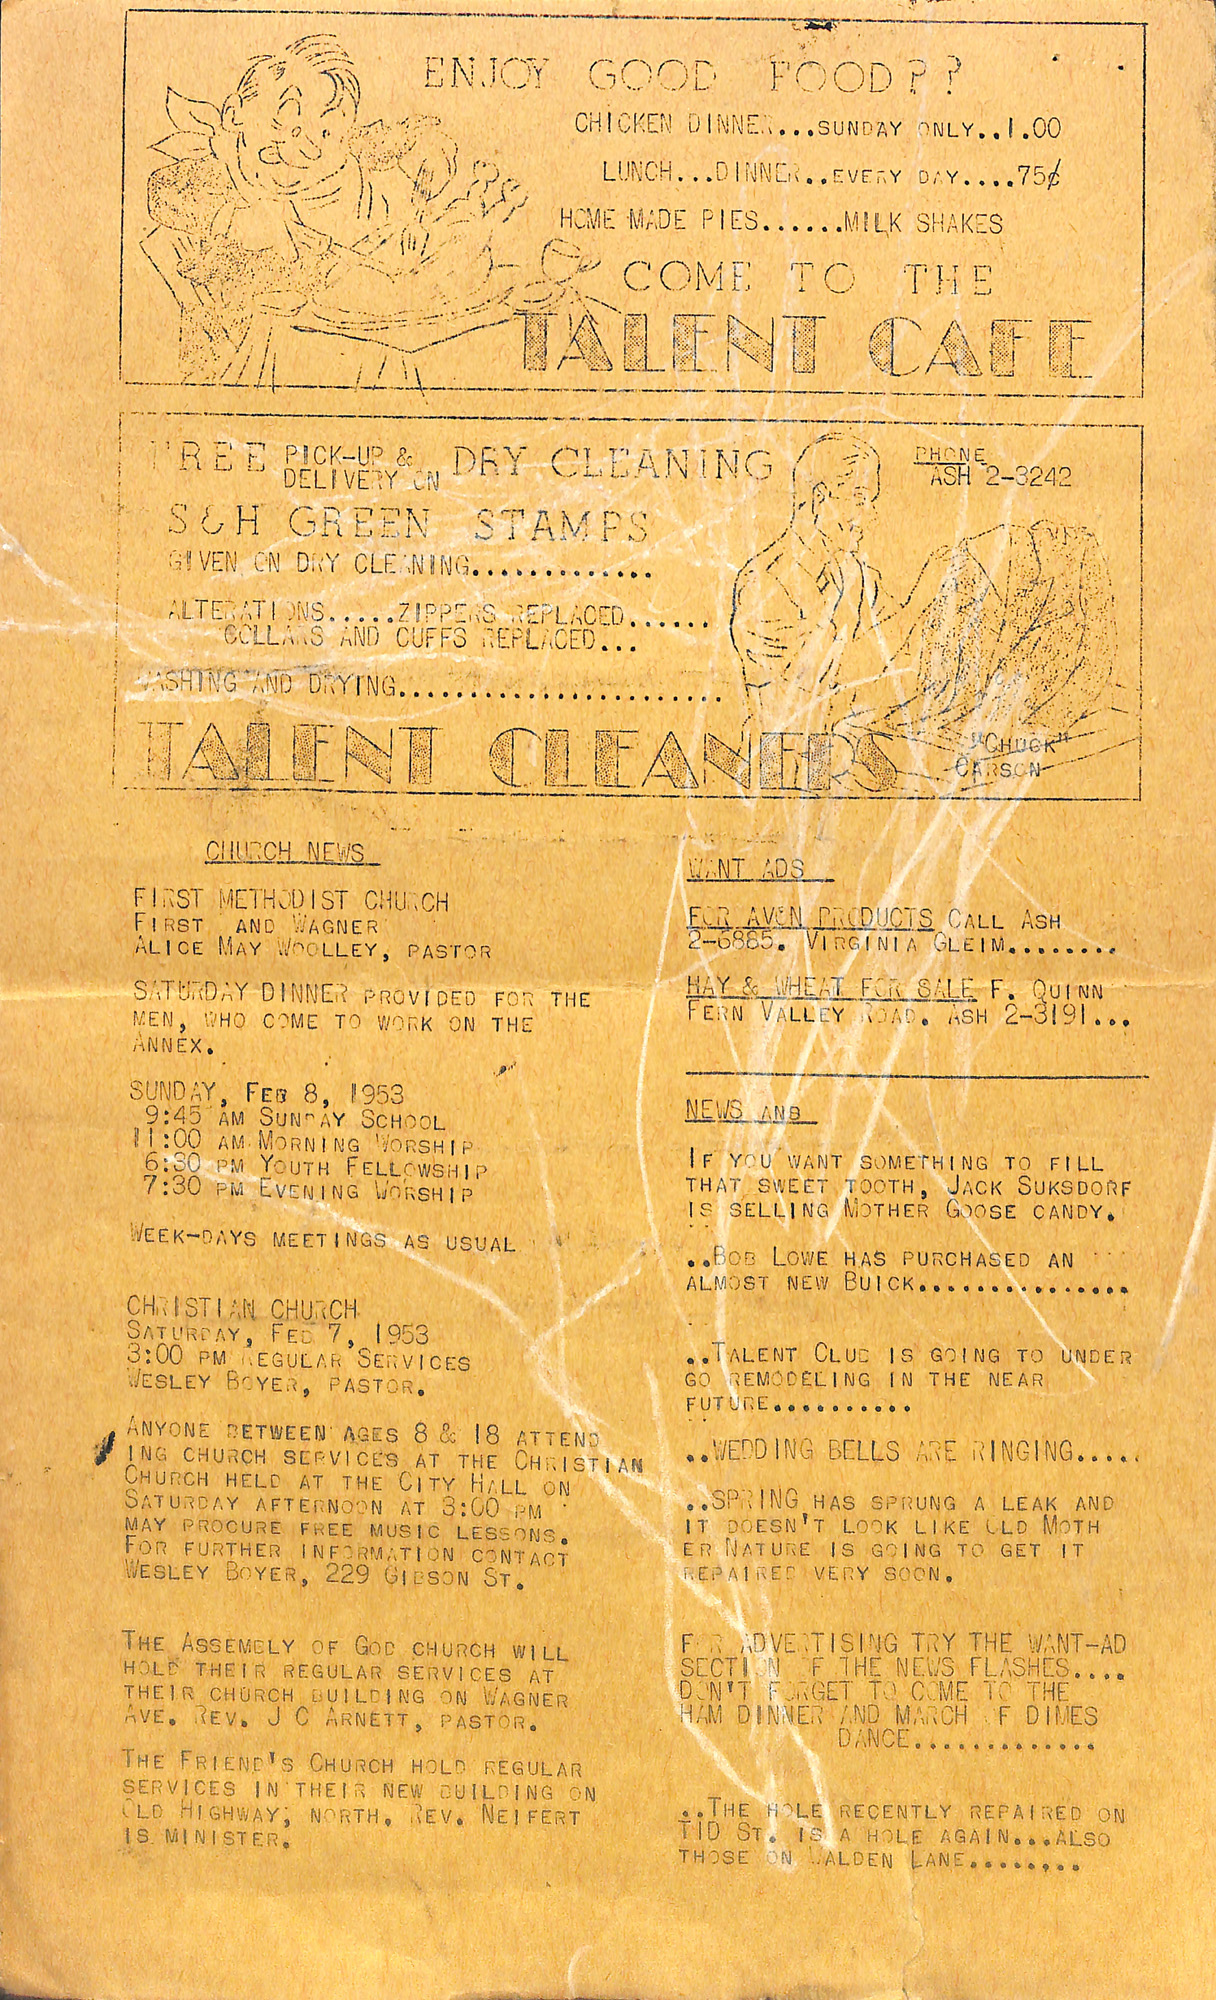 ENJOY GOOD FOOD??
CHICKEN DINNER...SUNDAY ONLY..1.00
LUNCH...DINNER..EVERY DAY....75¢
HOME MADE PIES......MILK SHAKES
COME TO THE
TALENT CAFE
FREE PICK-UP & DELIVERY ON DRY CLEANING
PHONE
ASH 2-3242
S&H GREEN STAMPS
GIVEN ON DRY CLEANING.............
ALTERATIONS......ZIPPERS REPLACED......
COLLARS AND CUFFS REPLACED...
WASHING AND DRYING.......................
TALENT CLEANERS
"CHUCK"
CARSON
CHURCH NEWS
FIRST METHODIST CHURCH
FIRST AND WAGNER
ALICE MAY WOOLLEY, PASTOR
SATURDAY DINNER PROVIDED FOR THE
MEN, WHO COME TO WORK ON THE
ANNEX.
SUNDAY, FEB 8, 1953
9:45 AM SUNDAY SCHOOL
11:00 AM MORNING WORSHIP
6:30 PM YOUTH FELLOWSHIP
7:30 PM EVENING WORSHIP
WEEK-DAYS MEETINGS AS USUAL
CHRISTIAN CHURCH
SATURDAY, FEB 7, 1953
3:00 PM REGULAR SERVICES
WESLEY BOYER, PASTOR.
ANYONE BETWEEN AGES 8 & 18 ATTEND
ING CHURCH SERVICES AT THE CHRISTIAN
CHURCH HELD AT THE CITY HALL ON
SATURDAY AFTERNOON AT 3:00 PM
MAY PROCURE FREE MUSIC LESSONS.
FOR FURTHER INFORMATION CONTACT
WESLEY BOYER, 229 GIBSON ST.
THE ASSEMBLY OF GOD CHURCH WILL
HOLD THEIR REGULAR SERVICES AT
THEIR CHURCH BUILDING ON WAGNER
AVE. REV. J C ARNETT, PASTOR.
THE FRIEND'S CHURCH HOLD REGULAR
SERVICES IN THEIR NEW BUILDING ON
OLD HIGHWAY, NORTH. REV. NEIFERT
IS MINISTER.
WANT ADS
FOR AVEN PRODUCTS CALL ASH
2-6885. VIRGINIA GLEIM........
HAY & WHEAT FOR SALE F. QUINN
FERN VALLEY ROAD. ASH 2-3191...
NEWS ANB
IF YOU WANT SOMETHING TO FILL
THAT SWEET TOOTH, JACK SUKSDORF
IS SELLING MOTHER GOOSE CANDY.
..BOB LOWE HAS PURCHASED AN
ALMOST NEW BUICK...............
..TALENT CLUB IS GOING TO UNDER
GO REMODELING IN THE NEAR
FUTURE..........
..WEDDING BELLS ARE RINGING.....
..SPRING HAS SPRUNG A LEAK AND
IT DOESN'T LOOK LIKE OLD MOTH
ER NATURE IS GOING TO GET IT
REPAIRED VERY SOON.
FOR ADVERTISING TRY THE WANT-AD
SECTION OF THE NEWS FLASHES....
DON'T FORGET TO COME TO THE
HAM DINNER AND MARCH OF DIMES
DANCE.............
..THE HOLE RECENTLY REPAIRED ON
TID ST. IS A HOLE AGAIN...ALSO
THOSE ON WALDEN LANE........